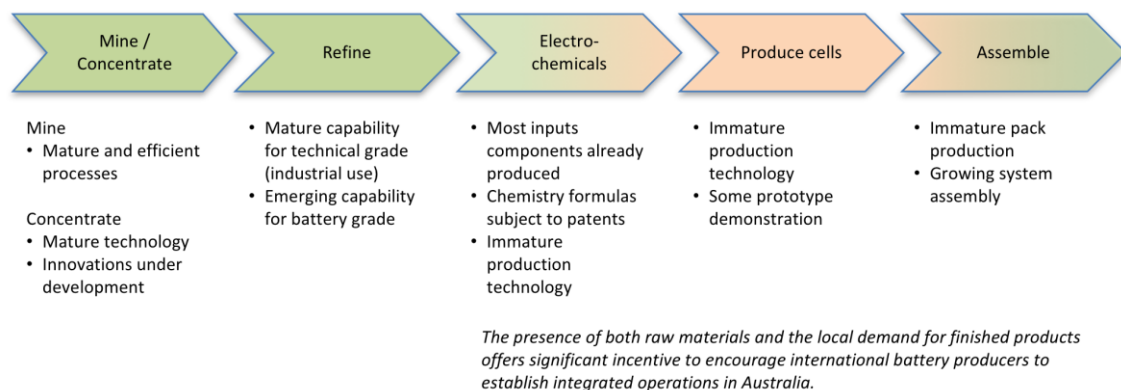 Mine /
Concentrate
Refine
Electro-
chemicals
Produce cells
Assemble
Mine
• Mature and efficient
processes
Concentrate
• Mature technology
• Innovations under
development
• Mature capability
for technical grade
(industrial use)
• Emerging capability
for battery grade
• Most inputs
components already
produced
• Chemistry formulas
subject to patents
• Immature
production
technology
• Immature
production
technology
• Some prototype
demonstration
• Immature pack
production
• Growing system
assembly
The presence of both raw materials and the local demand for finished products
offers significant incentive to encourage international battery producers to
establish integrated operations in Australia.